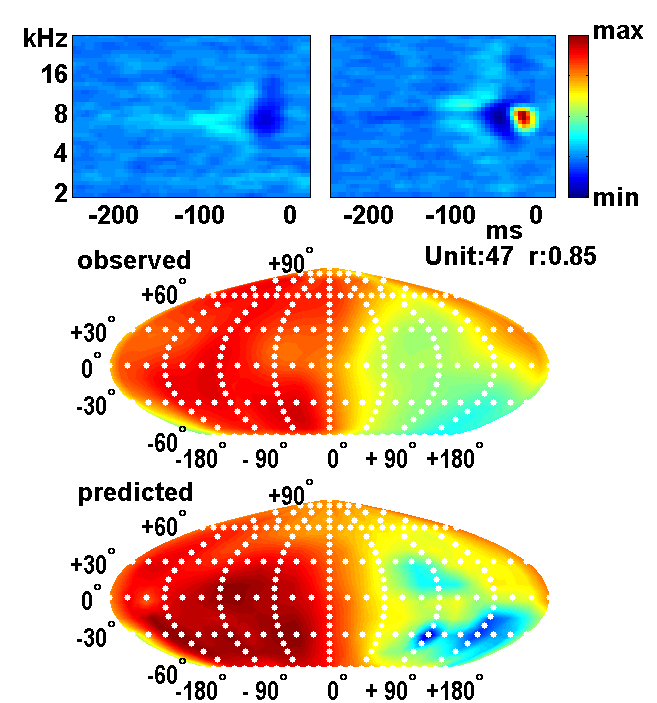 kHz
16
8
4
2
-200 -100 0
-200 -100 0
ms
max
min
Unit:47 r:0.85
observed
+90°
+60°
+30°
0°
-30°
-60°
-180° - 90° 0° + 90° +180°
predicted
+90°
+60°
+30°
0°
-30°
-60°
-180° - 90° 0° + 90° +180°